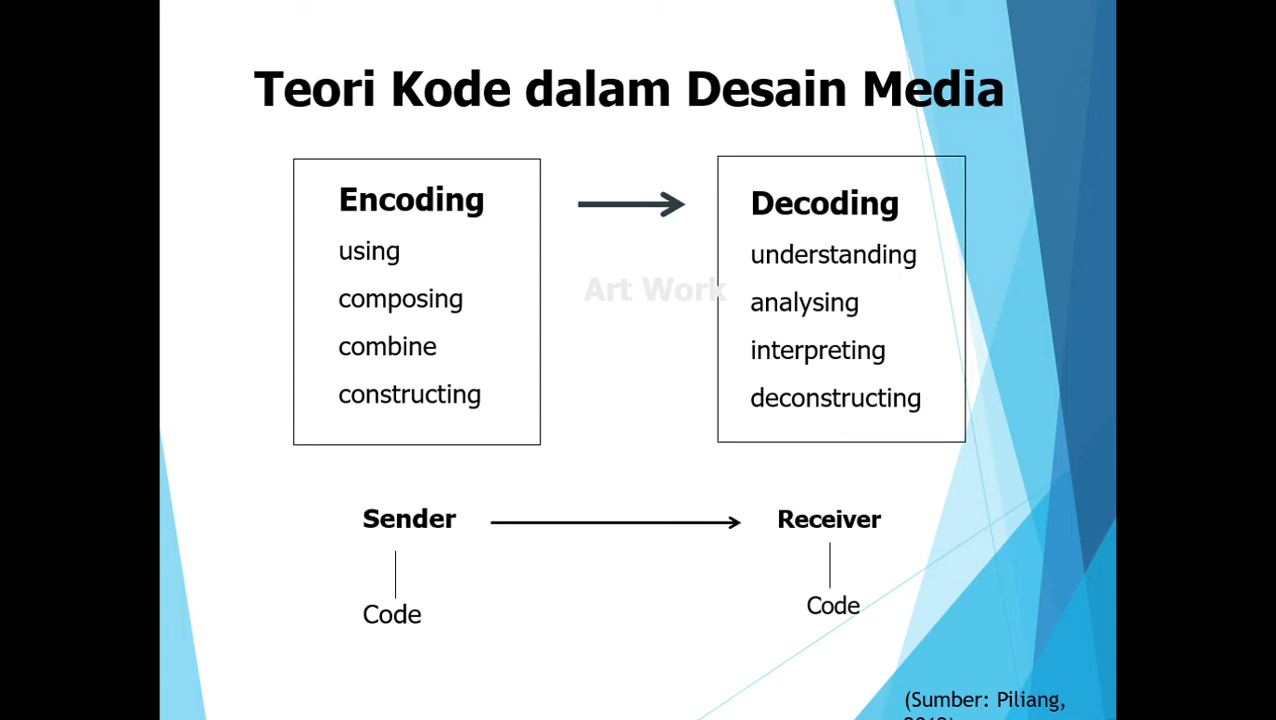 Teori Kode dalam Desain Media
Encoding
using
composing
combine
constructing
Art Work
Decoding
understanding
analysing
interpreting
deconstructing
Sender
Receiver
Code
Code
(Sumber: Piliang,